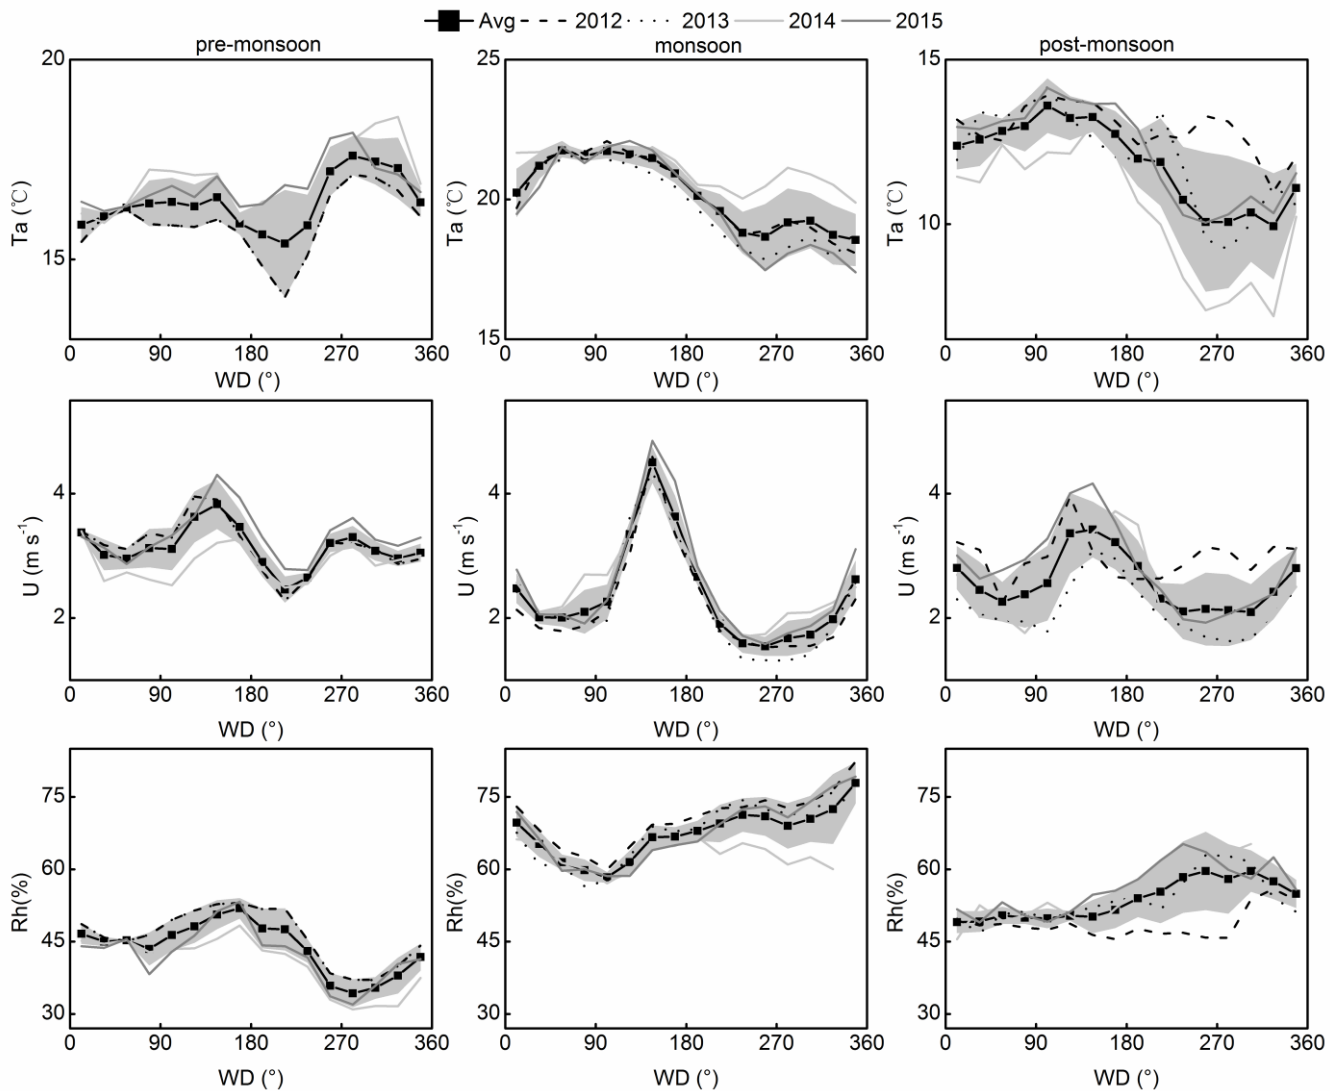 Avg 2012 2013 2014 2015
pre-monsoon monsoon post-monsoon
20 25 15
Ta (℃) Ta (℃) Ta (℃)
20 10
15
15
0 90 180 270 360 0 90 180 270 360 0 90 180 270 360
WD (°) WD (°) WD (°)
4 4 4
U (m s⁻¹) U (m s⁻¹) U (m s⁻¹)
2 2 2
0 90 180 270 360 0 90 180 270 360 0 90 180 270 360
WD (°) WD (°) WD (°)
75 75 75
60 60 60
Rh(%) Rh(%) Rh(%)
45 45 45
30 30 30
0 90 180 270 360 0 90 180 270 360 0 90 180 270 360
WD (°) WD (°) WD (°)